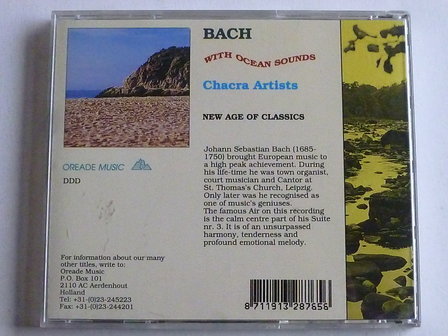 BACH
WITH OCEAN SOUNDS
Chacra Artists
NEW AGE OF CLASSICS
Johann Sebastian Bach (1685-
1750) brought European music to
a high peak achievement. During
his life-time he was town organist,
court musician and Cantor at
St. Thomas's Church, Leipzig.
Only later was he recognised as
one of music's geniuses.
The famous Air on this recording
is the calm centre part of his Suite
nr. 3. It is of an unsurpassed
harmony, tenderness and
profound emotional melody.
OREADE MUSIC
DDD
For information about our many
other titles, write to:
Oreade Music
P.O. Box 101
2110 AC Aerdenhout
Holland
Tel: +31-(0)23-245223
Fax: +31-(0)23-244201
8 711913 287656